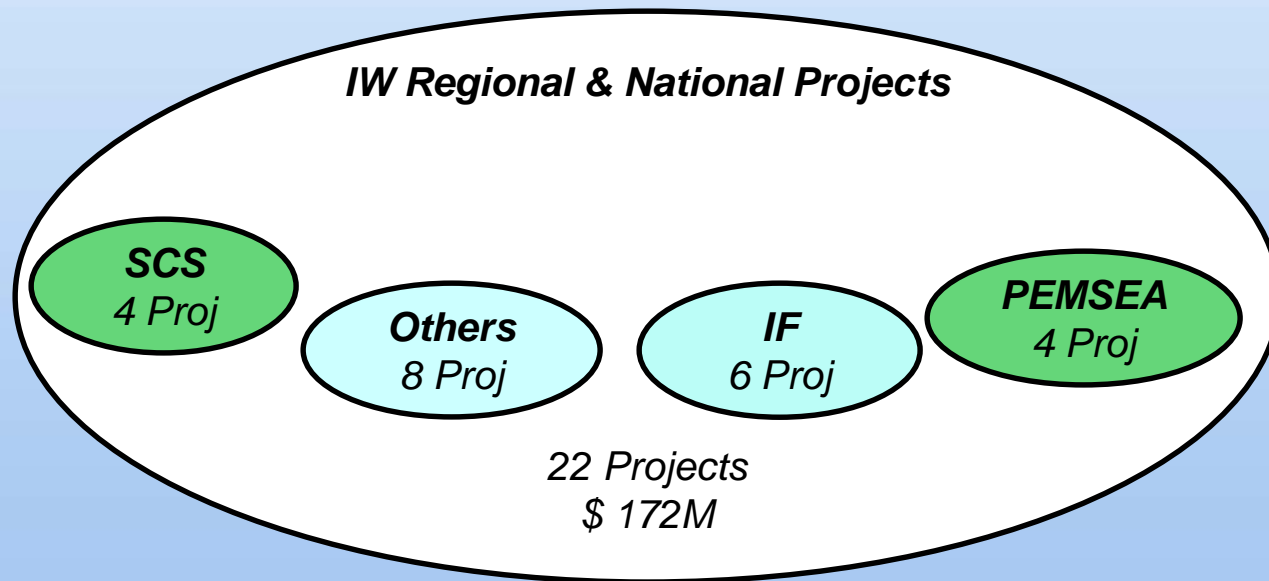 IW Regional & National Projects
SCS
4 Proj
Others
8 Proj
IF
6 Proj
PEMSEA
4 Proj
22 Projects
$ 172M